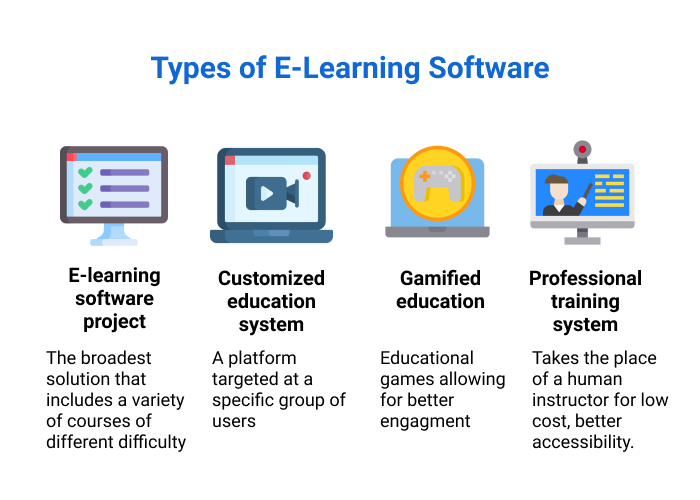 Types of E-Learning Software
E-learning
software
project
The broadest
solution that
includes a variety
of courses of
different difficulty
Customized
education
system
A platform
targeted at a
specific group of
users
Gamified
education
Educational
games allowing
for better
engagment
Professional
training
system
Takes the place
of a human
instructor for low
cost, better
accessibility.